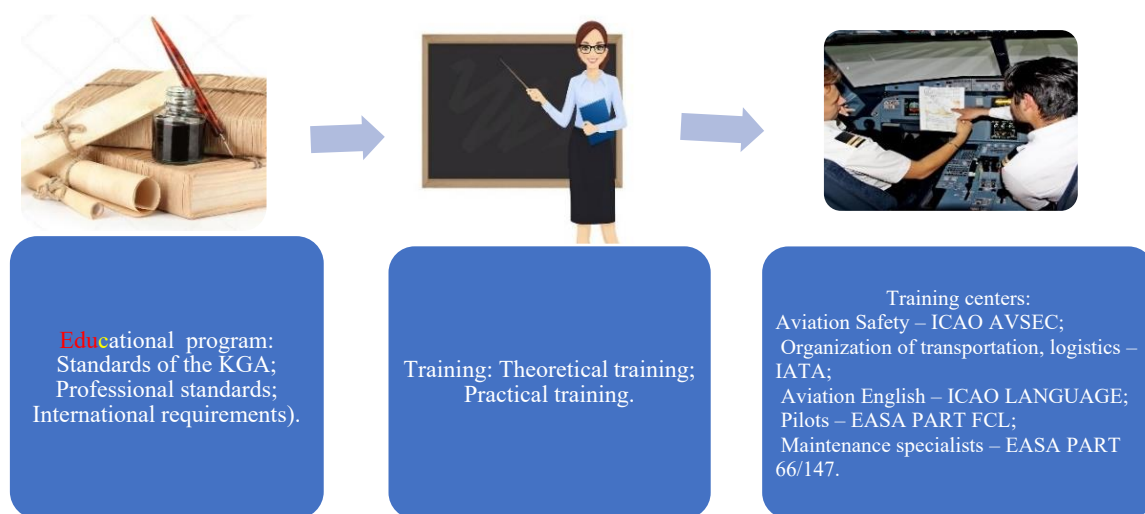 Educational program:
Standards of the KGA;
Professional standards;
International requirements).
Training: Theoretical training;
Practical training.
Training centers:
Aviation Safety – ICAO AVSEC;
Organization of transportation, logistics –
IATA;
Aviation English – ICAO LANGUAGE;
Pilots – EASA PART FCL;
Maintenance specialists – EASA PART
66/147.